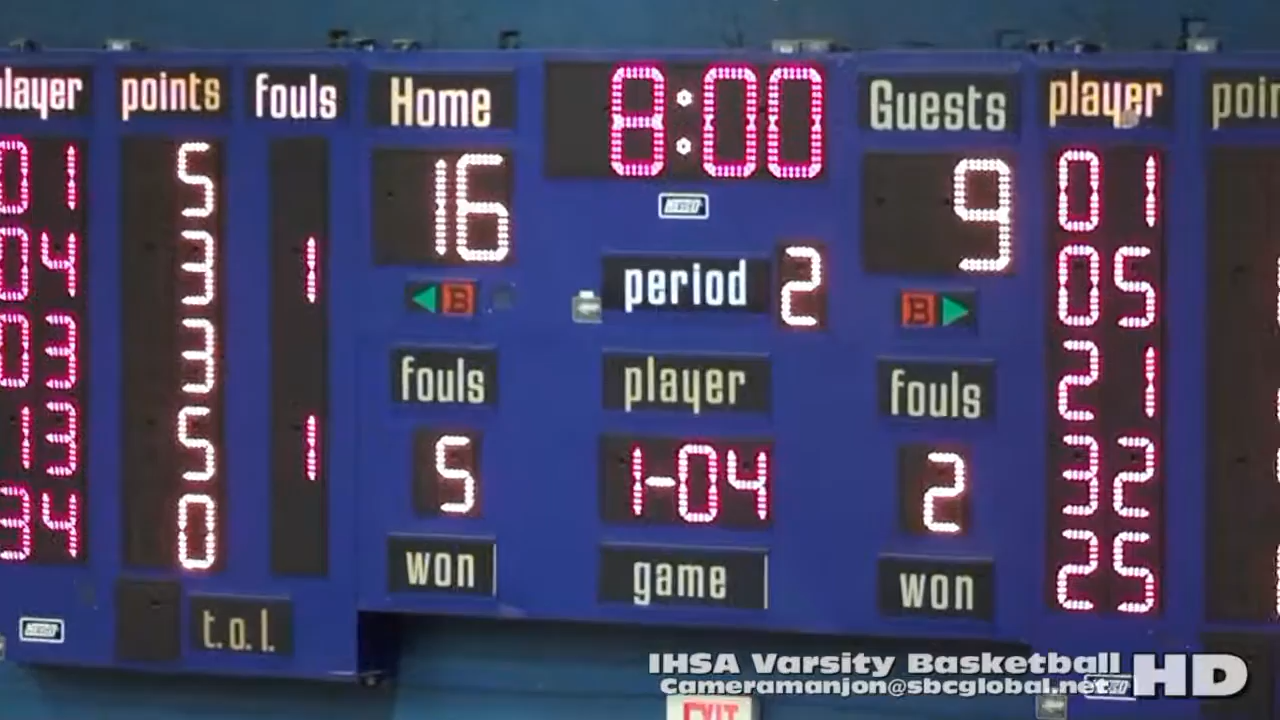 player points fouls Home 8:00 Guests player
01 5 16 9 01
04 3 1 period 2 05
B B
03 3 fouls player fouls 21
13 5 1 5 1-04 2 32
34 0 won game won 25
t.o.l.
IHSA Varsity Basketball HD
Cameramanjon@sbcglobal.net
EXIT